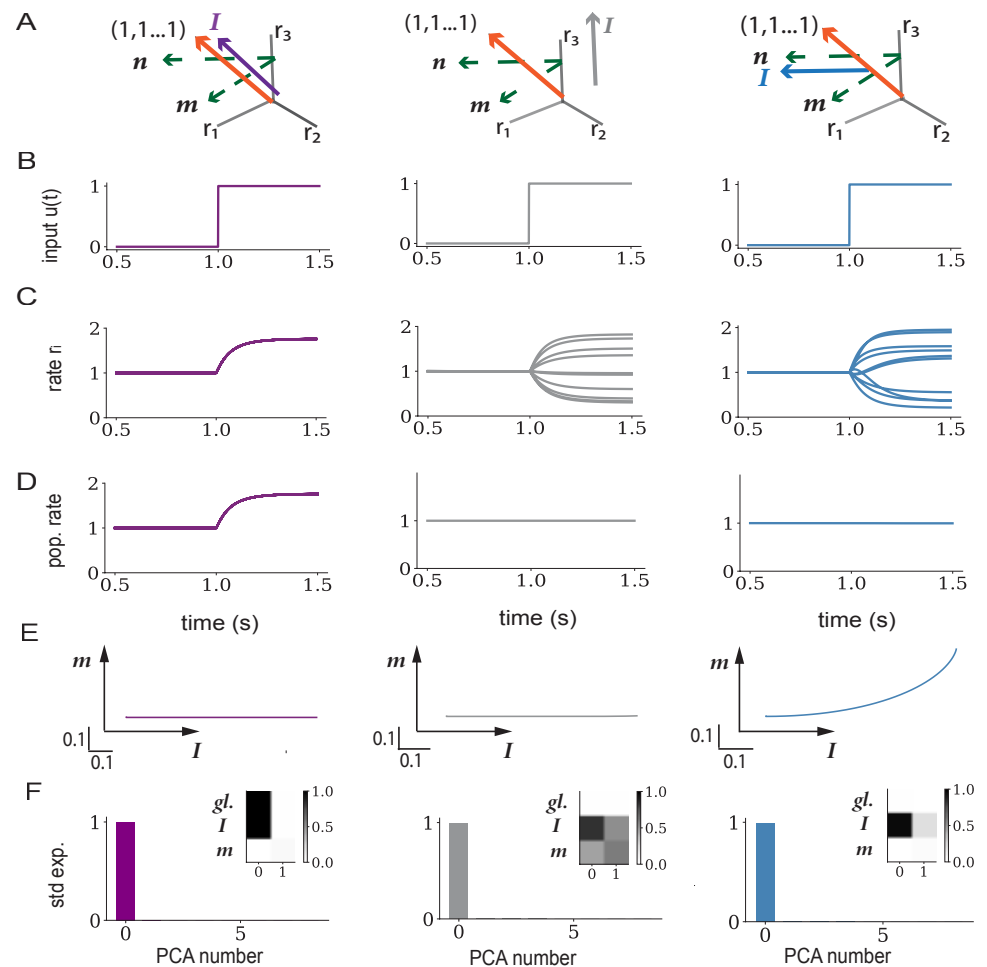 A
(1,1...1) I r3
n
m
r1 r2
(1,1...1) I
r3
n
m
r1 r2
(1,1...1) r3
n
I
m
r1 r2
B
input u(t)
1
0
0.5 1.0 1.5
1
0
0.5 1.0 1.5
1
0
0.5 1.0 1.5
C
rate ri
2
1
0
0.5 1.0 1.5
2
1
0
0.5 1.0 1.5
2
1
0
0.5 1.0 1.5
D
pop. rate
2
1
0
0.5 1.0 1.5
time (s)
1
0
0.5 1.0 1.5
time (s)
1
0
0.5 1.0 1.5
time (s)
E
m
0.1
0.1
I
m
0.1
0.1
I
m
0.1
0.1
I
F
std exp.
1
0
0 5
PCA number
gl.
I
m
0 1
1.0
0.5
0.0
1
0
0 5
PCA number
gl.
I
m
0 1
1.0
0.5
0.0
1
0
0 5
PCA number
gl.
I
m
0 1
1.0
0.5
0.0